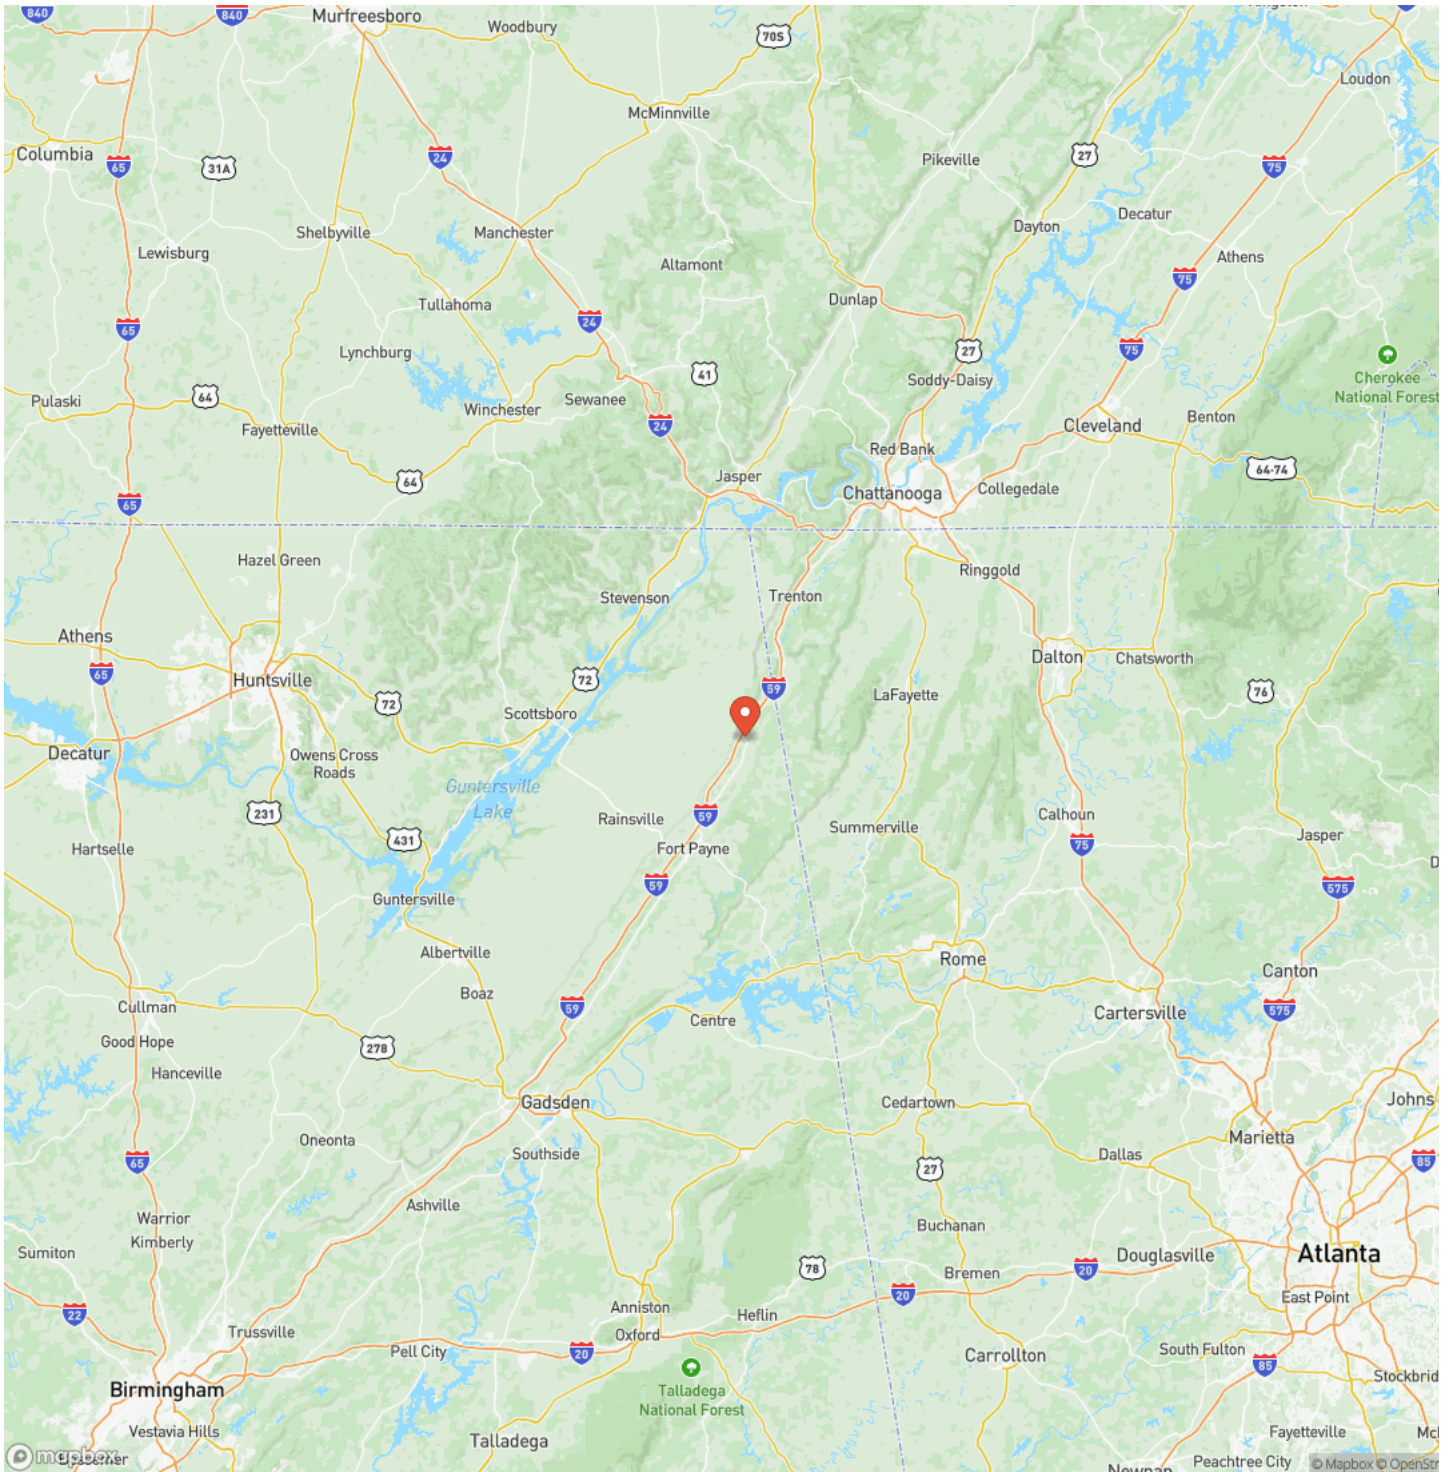 840
840
Murfreesboro
Woodbury
70S
Kingston
Loudon
McMinnville
Columbia
65
31A
24
Pikeville
27
75
Decatur
Dayton
Shelbyville
Manchester
Lewisburg
Altamont
Athens
75
Tullahoma
Dunlap
65
24
Lynchburg
27
75
Soddy-Daisy
Cherokee
National Forest
41
Pulaski
64
Winchester
Sewanee
Fayetteville
24
Cleveland
Benton
Red Bank
64
Jasper
64-74
65
Chattanooga
Collegedale
Hazel Green
Ringgold
Stevenson
Trenton
Athens
65
Huntsville
72
59
Dalton
Chatsworth
72
LaFayette
76
Scottsboro
Decatur
Owens Cross
Roads
Guntersville
Lake
231
Rainsville
59
Summerville
Calhoun
Jasper
431
Hartselle
Fort Payne
75
59
575
Guntersville
Albertville
Rome
Canton
Boaz
59
Cullman
Centre
Cartersville
575
Good Hope
278
Hanceville
Gadsden
Cedartown
Johns
Oneonta
Marietta
65
Southside
27
Dallas
85
Ashville
Warrior
Kimberly
Buchanan
Sumiton
78
Bremen
20
Douglasville
Atlanta
20
22
Anniston
Heflin
East Point
Trussville
Oxford
Pell City
20
Carrollton
South Fulton
85
Birmingham
Talladega
National Forest
Stockbrid
Vestavia Hills
Talladega
Fayetteville
McD
mapbox
Bessemer
Newnan
Peachtree City
© Mapbox © OpenStr